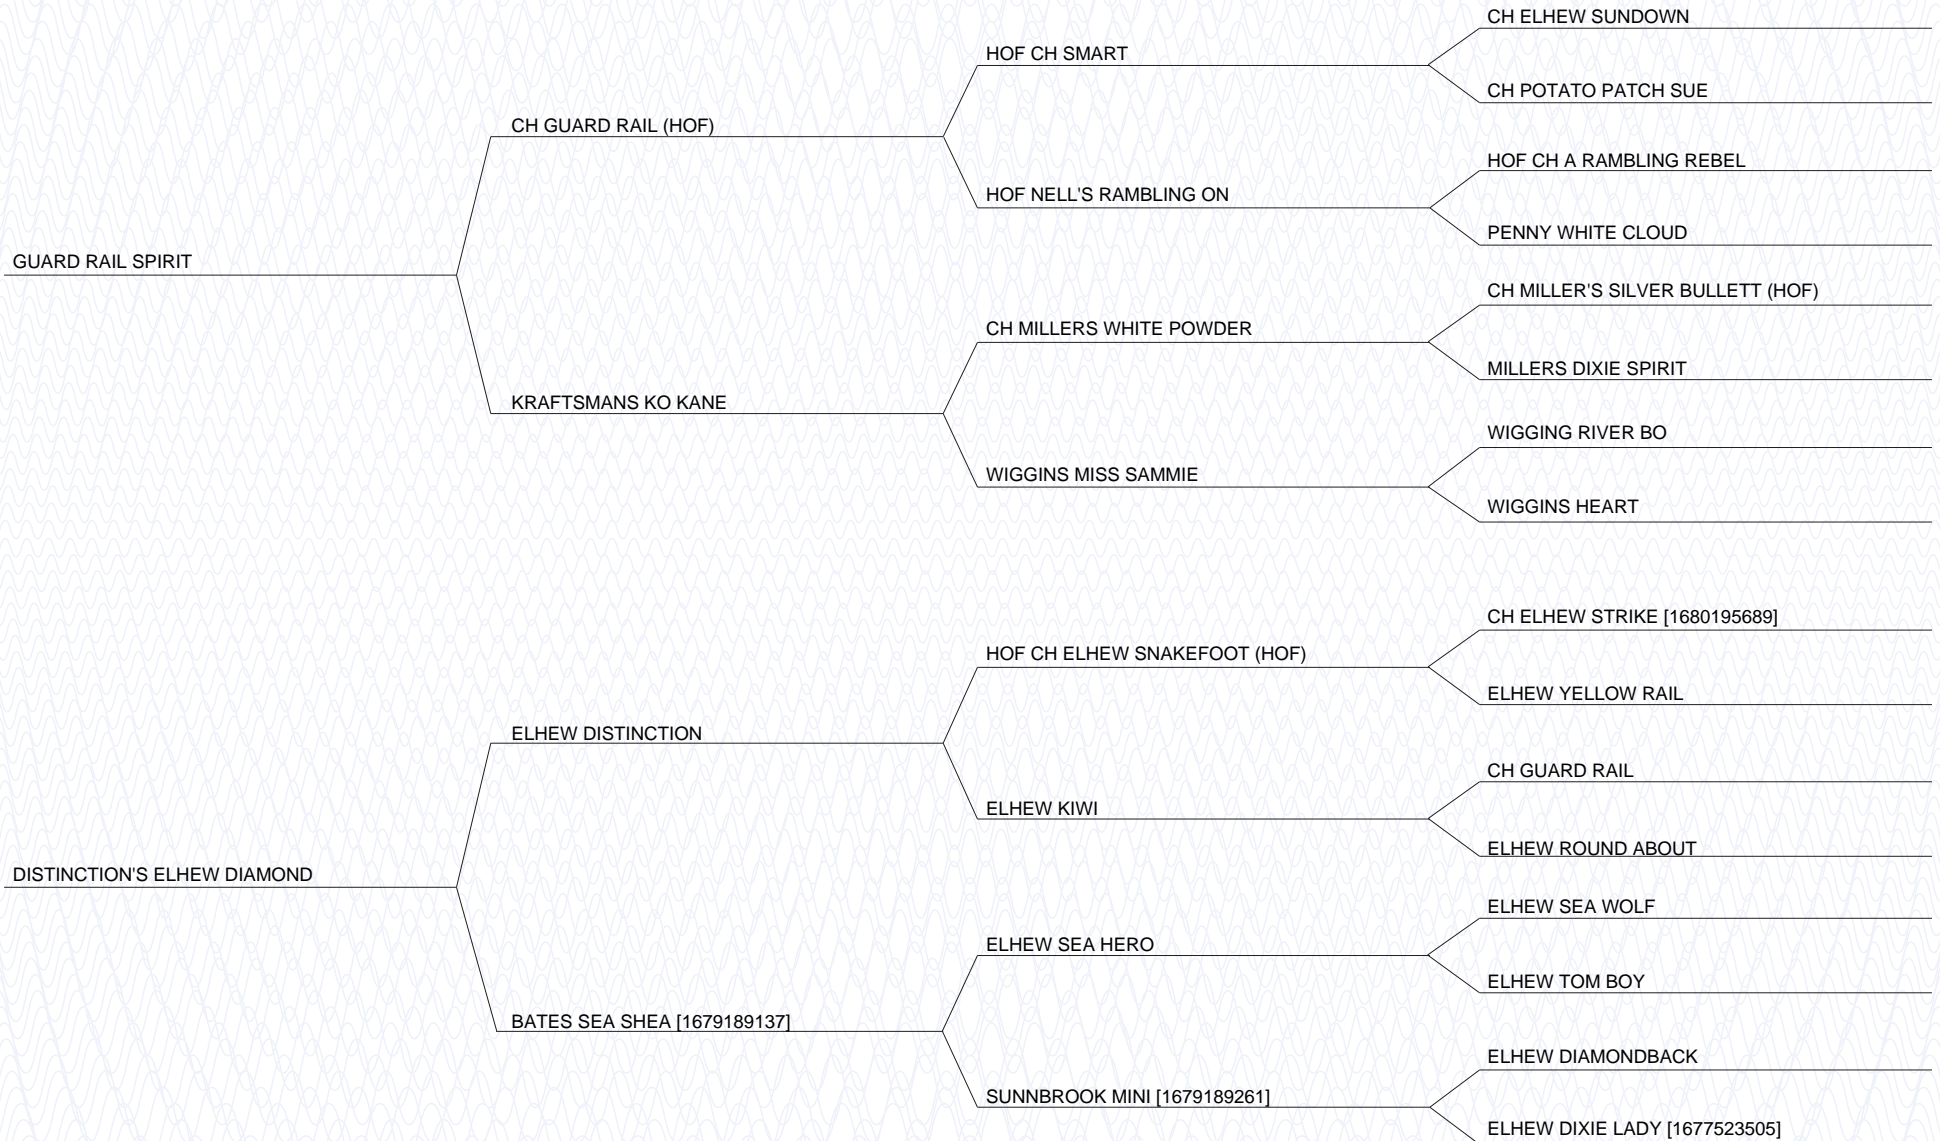 CH ELHEW SUNDOWN
HOF CH SMART
CH POTATO PATCH SUE
CH GUARD RAIL (HOF)
HOF CH A RAMBLING REBEL
HOF NELL'S RAMBLING ON
PENNY WHITE CLOUD
GUARD RAIL SPIRIT
CH MILLER'S SILVER BULLETT (HOF)
CH MILLERS WHITE POWDER
MILLERS DIXIE SPIRIT
KRAFTSMANS KO KANE
WIGGING RIVER BO
WIGGINS MISS SAMMIE
WIGGINS HEART
CH ELHEW STRIKE [1680195689]
HOF CH ELHEW SNAKEFOOT (HOF)
ELHEW YELLOW RAIL
ELHEW DISTINCTION
CH GUARD RAIL
ELHEW KIWI
ELHEW ROUND ABOUT
DISTINCTION'S ELHEW DIAMOND
ELHEW SEA WOLF
ELHEW SEA HERO
ELHEW TOM BOY
BATES SEA SHEA [1679189137]
ELHEW DIAMONDBACK
SUNNBROOK MINI [1679189261]
ELHEW DIXIE LADY [1677523505]